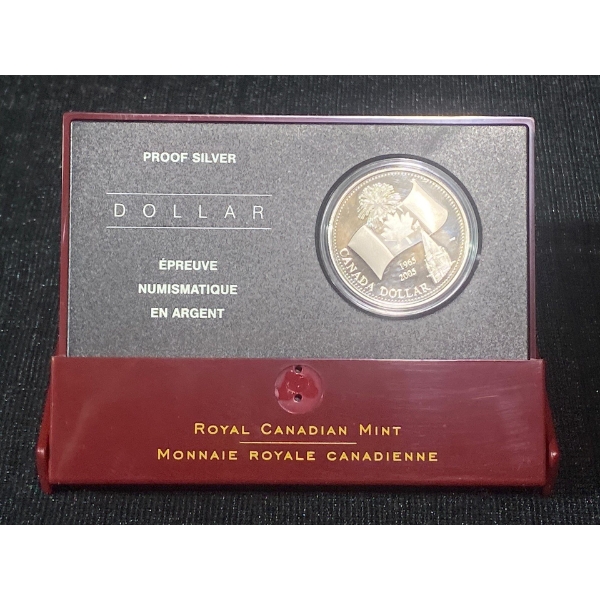 PROOF SILVER
DOLLAR
ÉPREUVE
NUMISMATIQUE
EN ARGENT
1965
2005
CANADA DOLLAR
ROYAL CANADIAN MINT
MONNAIE ROYALE CANADIENNE